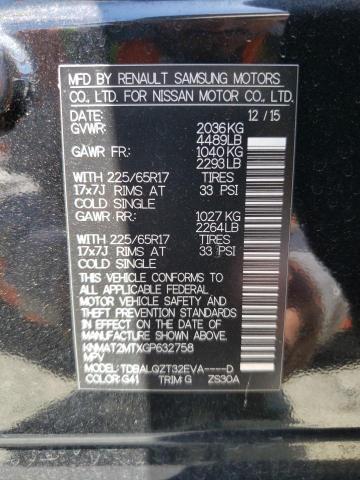 MFD BY RENAULT SAMSUNG MOTORS
CO., LTD. FOR NISSAN MOTOR CO., LTD.
DATE: 12/15
GVWR: 2036KG
4489LB
GAWR FR: 1040KG
2293LB
WITH 225/65R17 TIRES
17x7J RIMS AT 33 PSI
COLD SINGLE
GAWR RR: 1027KG
2264LB
WITH 225/65R17 TIRES
17x7J RIMS AT 33 PSI
COLD SINGLE
THIS VEHICLE CONFORMS TO
ALL APPLICABLE FEDERAL
MOTOR VEHICLE SAFETY
AND THEFT PREVENTION
STANDARDS IN EFFECT ON
THE DATE OF
MANUFACTURE SHOWN ABOVE
KNMAT2MTXGP632758
MPV
MODEL: TDBALQZT32EVA----D
COLOR: G41 TRIM G ZS30A